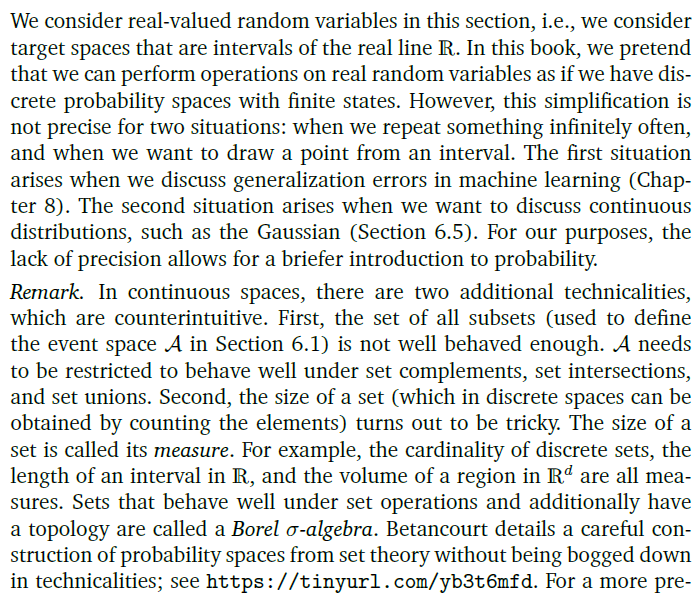 We consider real-valued random variables in this section, i.e., we consider
target spaces that are intervals of the real line ℝ. In this book, we pretend
that we can perform operations on real random variables as if we have dis-
crete probability spaces with finite states. However, this simplification is
not precise for two situations: when we repeat something infinitely often,
and when we want to draw a point from an interval. The first situation
arises when we discuss generalization errors in machine learning (Chap-
ter 8). The second situation arises when we want to discuss continuous
distributions, such as the Gaussian (Section 6.5). For our purposes, the
lack of precision allows for a briefer introduction to probability.
Remark. In continuous spaces, there are two additional technicalities,
which are counterintuitive. First, the set of all subsets (used to define
the event space 𝒜 in Section 6.1) is not well behaved enough. 𝒜 needs
to be restricted to behave well under set complements, set intersections,
and set unions. Second, the size of a set (which in discrete spaces can be
obtained by counting the elements) turns out to be tricky. The size of a
set is called its measure. For example, the cardinality of discrete sets, the
length of an interval in ℝ, and the volume of a region in ℝᵈ are all mea-
sures. Sets that behave well under set operations and additionally have
a topology are called a Borel σ-algebra. Betancourt details a careful con-
struction of probability spaces from set theory without being bogged down
in technicalities; see https://tinyurl.com/yb3t6mfd. For a more pre-